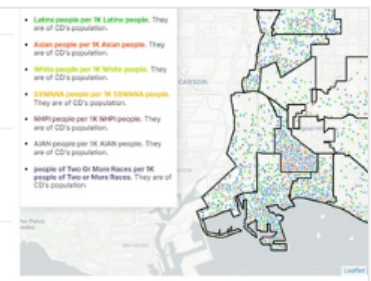 Latinx people per 1K Latinx people. They
are of CD's population.
Asian people per 1K Asian people. They
are of CD's population.
White people per 1K White people. They
are of CD's population.
SSWANA people per 1K SSWANA people.
They are of CD's population.
NHPI people per 1K NHPI people. They
are of CD's population.
AIAN people per 1K AIAN people. They
are of CD's population.
people of Two Or More Races per 1K
people of Two or More Races. They are of
CD's population.
CARSON
Leaflet